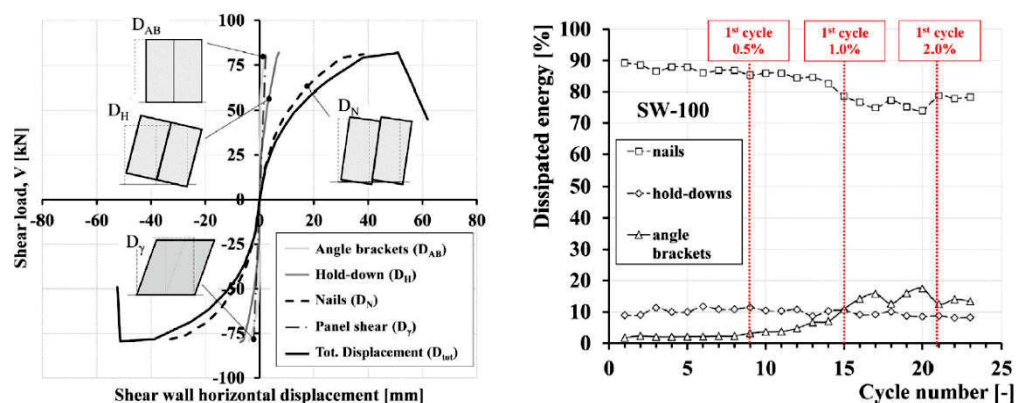 D_AB
D_H
D_N
D_γ
100
75
50
25
0
-25
-50
-75
-100
-80
-60
-40
-20
0
20
40
60
80
Shear load, V [kN]
Shear wall horizontal displacement [mm]
Angle brackets (D_AB)
Hold-down (D_H)
Nails (D_N)
Panel shear (D_γ)
Tot. Displacement (D_tot)
Dissipated energy [%]
100
90
80
70
60
50
40
30
20
10
0
0
5
10
15
20
25
Cycle number [-]
1st cycle
0.5%
1st cycle
1.0%
1st cycle
2.0%
SW-100
nails
hold-downs
angle
brackets